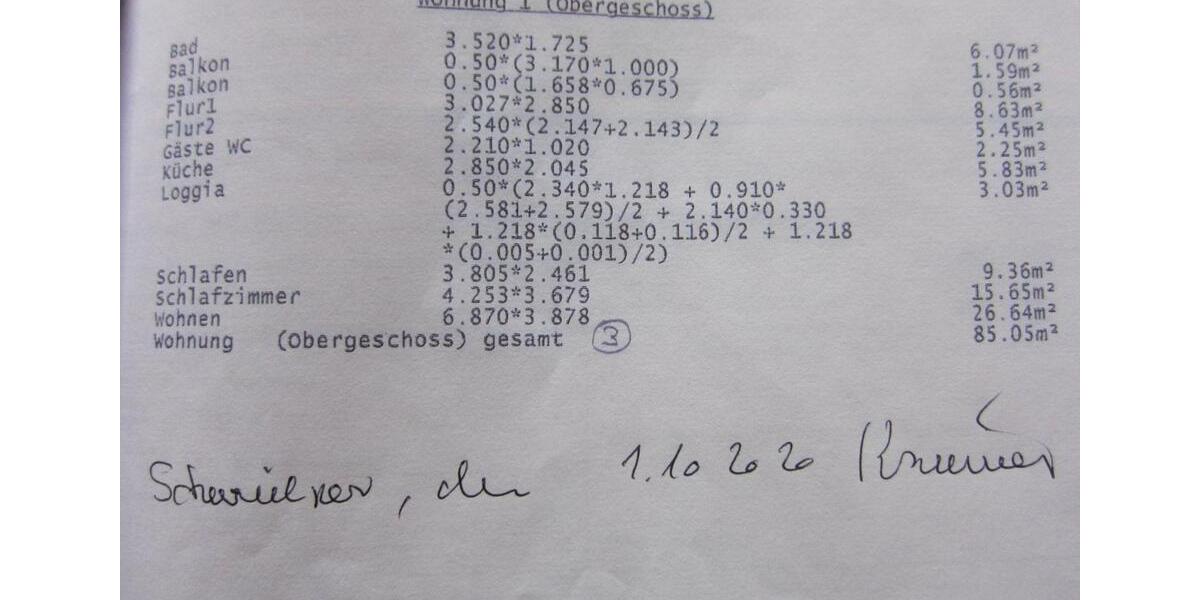 Wohnung 1 (Obergeschoss)
Bad 3.520*1.725 6.07m²
Balkon 0.50*(3.170*1.000) 1.59m²
Balkon 0.50*(1.658*0.675) 0.56m²
Flur1 3.027*2.850 8.63m²
Flur2 2.540*(2.147+2.143)/2 5.45m²
Gäste WC 2.210*1.020 2.25m²
Küche 2.850*2.045 5.83m²
Loggia 0.50*(2.340*1.218 + 0.910* 3.03m²
(2.581+2.579)/2 + 2.140*0.330
+ 1.218*(0.118+0.116)/2 + 1.218
*(0.005+0.001)/2)
Schlafen 3.805*2.461 9.36m²
Schlafzimmer 4.253*3.679 15.65m²
Wohnen 6.870*3.878 26.64m²
Wohnung (Obergeschoss) gesamt 3 85.05m²
, den 1.10 2020